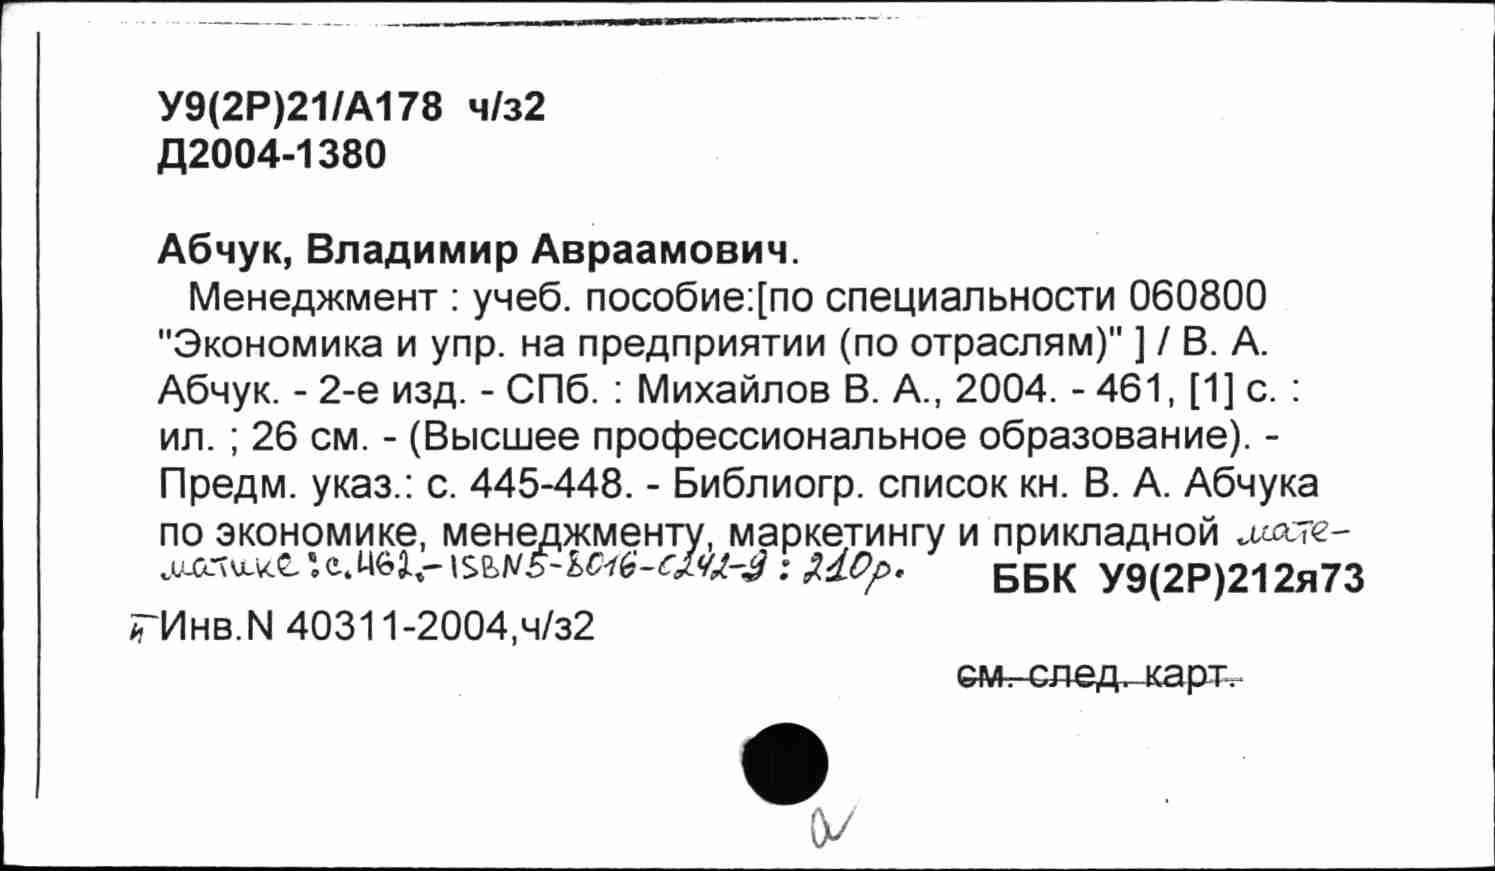 У9(2Р)21/А178 ч/з2
Д2004-1380
Абчук, Владимир Авраамович.
Менеджмент : учеб. пособие:[по специальности 060800
"Экономика и упр. на предприятии (по отраслям)" ] / В. А.
Абчук. - 2-е изд. - СПб. : Михайлов В. А., 2004. - 461, [1] с. :
ил. ; 26 см. - (Высшее профессиональное образование). -
Предм. указ.: с. 445-448. - Библиогр. список кн. В. А. Абчука
по экономике, менеджменту, маркетингу и прикладной мате-
матике: с. 462. - ISBN 5-8016-0242-9 : 210р.
ББК У9(2Р)212я73
и Инв.N 40311-2004,ч/з2
см. след. карт.
a